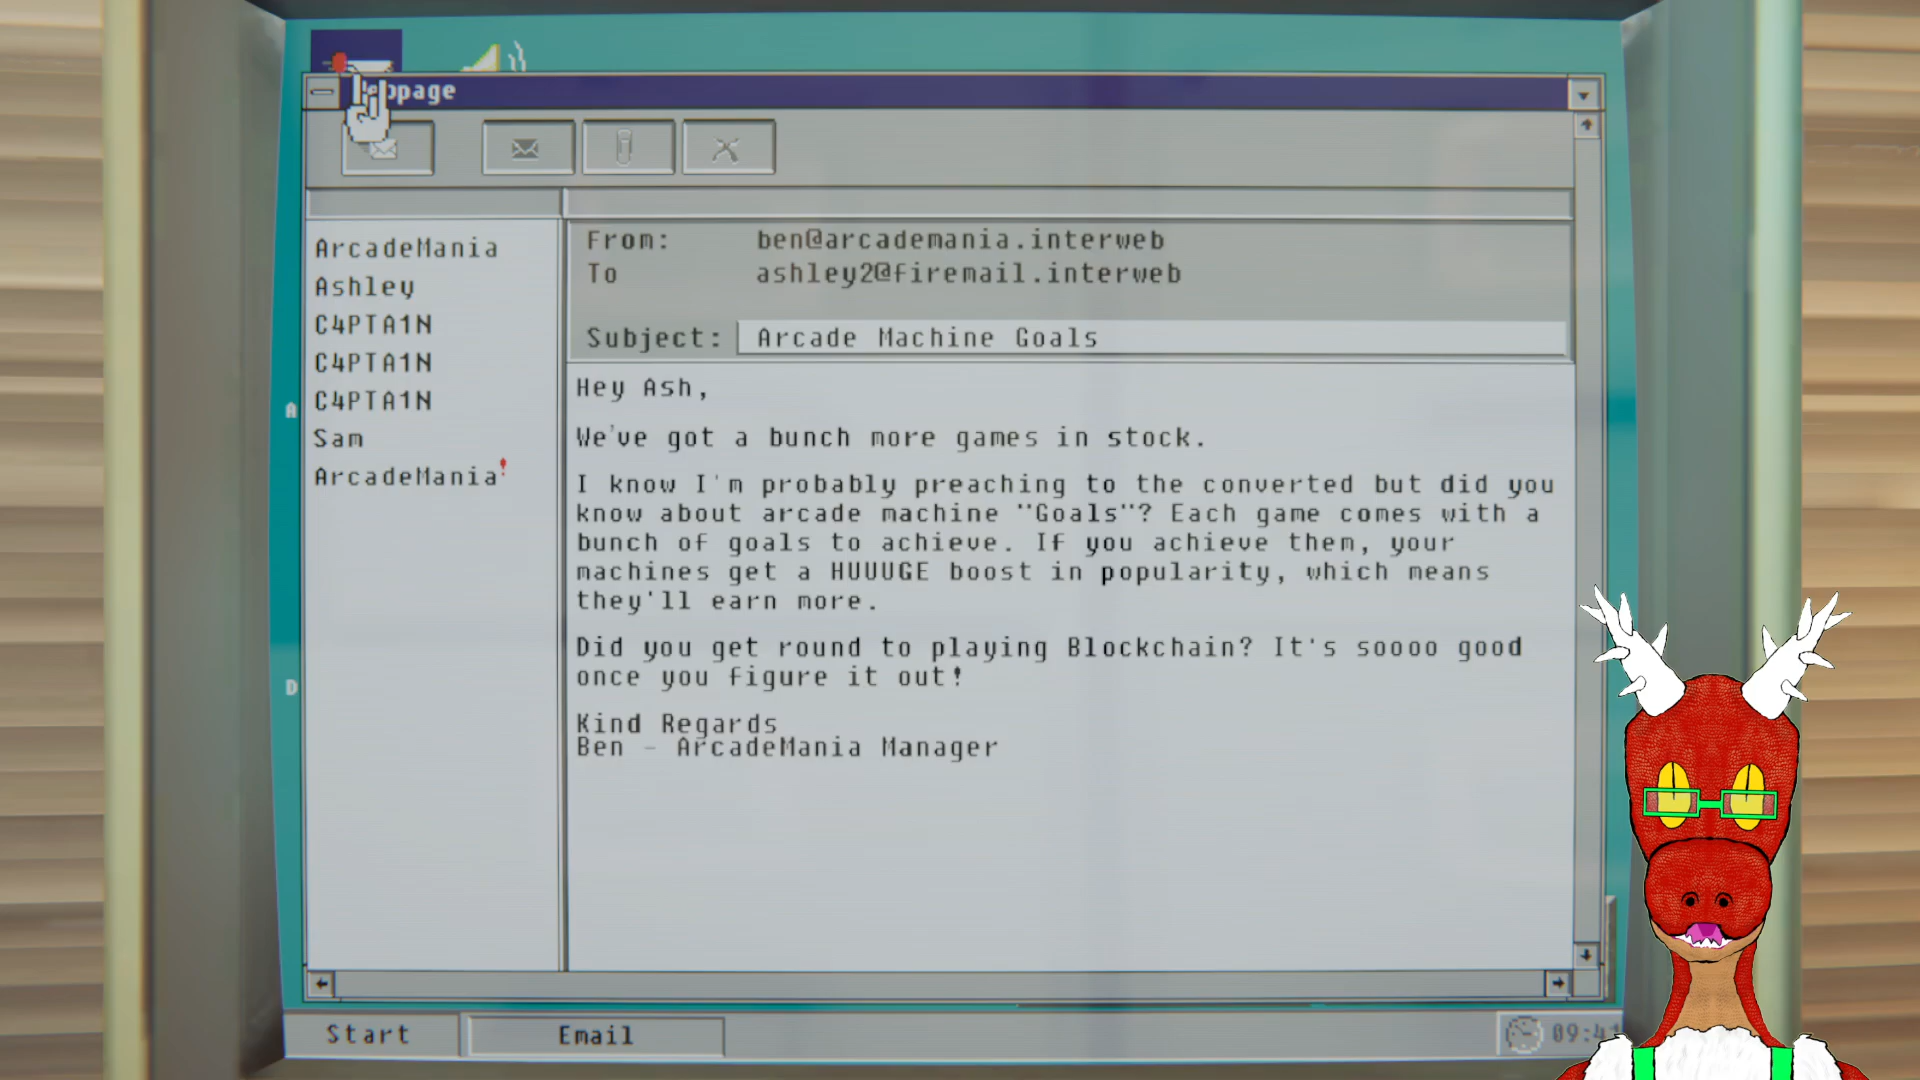 page
ArcadeMania
Ashley
C4PTA1N
C4PTA1N
C4PTA1N
Sam
ArcadeMania!
From: ben@arcademania.interweb
To ashley2@firemail.interweb
Subject: Arcade Machine Goals
Hey Ash,
We've got a bunch more games in stock.
I know I'm probably preaching to the converted but did you
know about arcade machine "Goals"? Each game comes with a
bunch of goals to achieve. If you achieve them, your
machines get a HUUUGE boost in popularity, which means
they'll earn more.
Did you get round to playing Blockchain? It's soooo good
once you figure it out!
Kind Regards
Ben - ArcadeMania Manager
A
D
Start
Email